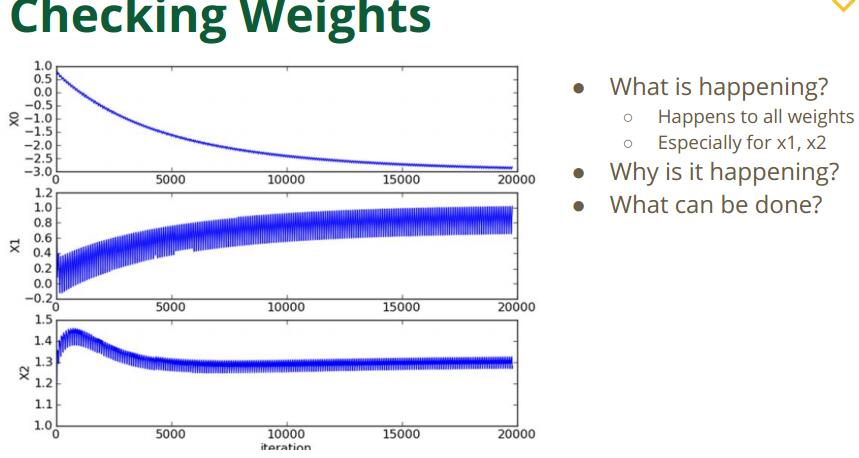 Checking Weights
1.0
0.5
0.0
−0.5
−1.0
−1.5
−2.0
−2.5
−3.0
X0
0 5000 10000 15000 20000
1.2
1.0
0.8
0.6
0.4
0.2
0.0
−0.2
X1
0 5000 10000 15000 20000
1.5
1.4
1.3
1.2
1.1
1.0
X2
0 5000 10000 15000 20000
iteration
● What is happening?
○ Happens to all weights
○ Especially for x1, x2
● Why is it happening?
● What can be done?